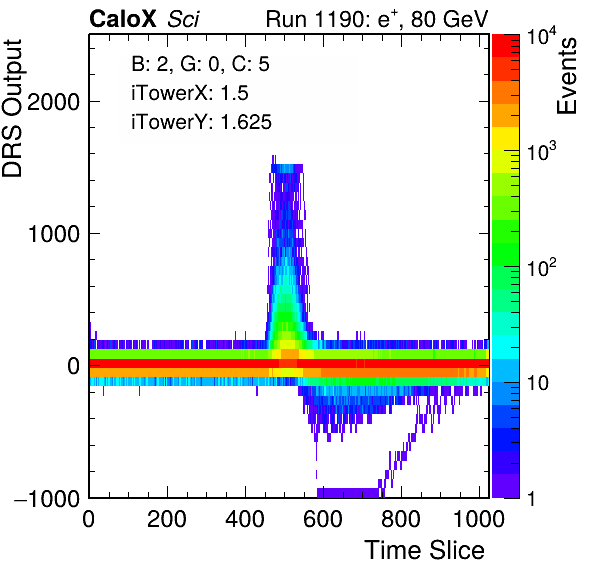 CaloX Sci Run 1190: e⁺, 80 GeV
B: 2, G: 0, C: 5
iTowerX: 1.5
iTowerY: 1.625
DRS Output
2000
1000
0
−1000
0 200 400 600 800 1000
Time Slice
Events
10⁴
10³
10²
10
1